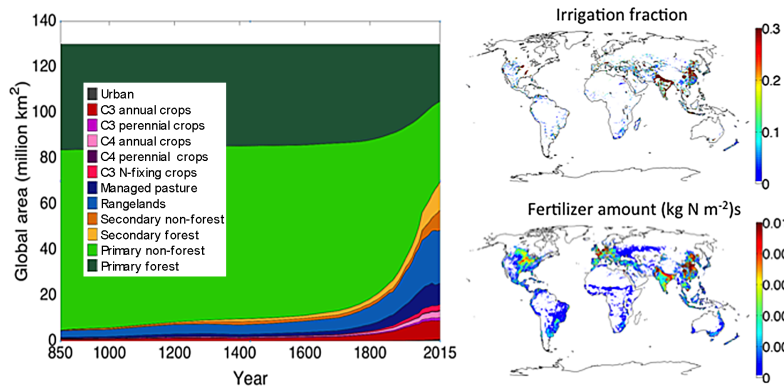 140
120
100
80
60
40
20
0
Global area (million km²)
850
1000
1200
1400
1600
1800
2015
Year
Urban
C3 annual crops
C3 perennial crops
C4 annual crops
C4 perennial crops
C3 N-fixing crops
Managed pasture
Rangelands
Secondary non-forest
Secondary forest
Primary non-forest
Primary forest
Irrigation fraction
0.3
0.2
0.1
0
Fertilizer amount (kg N m⁻²)s
0.01
0.00
0.00
0.00
0.00
0